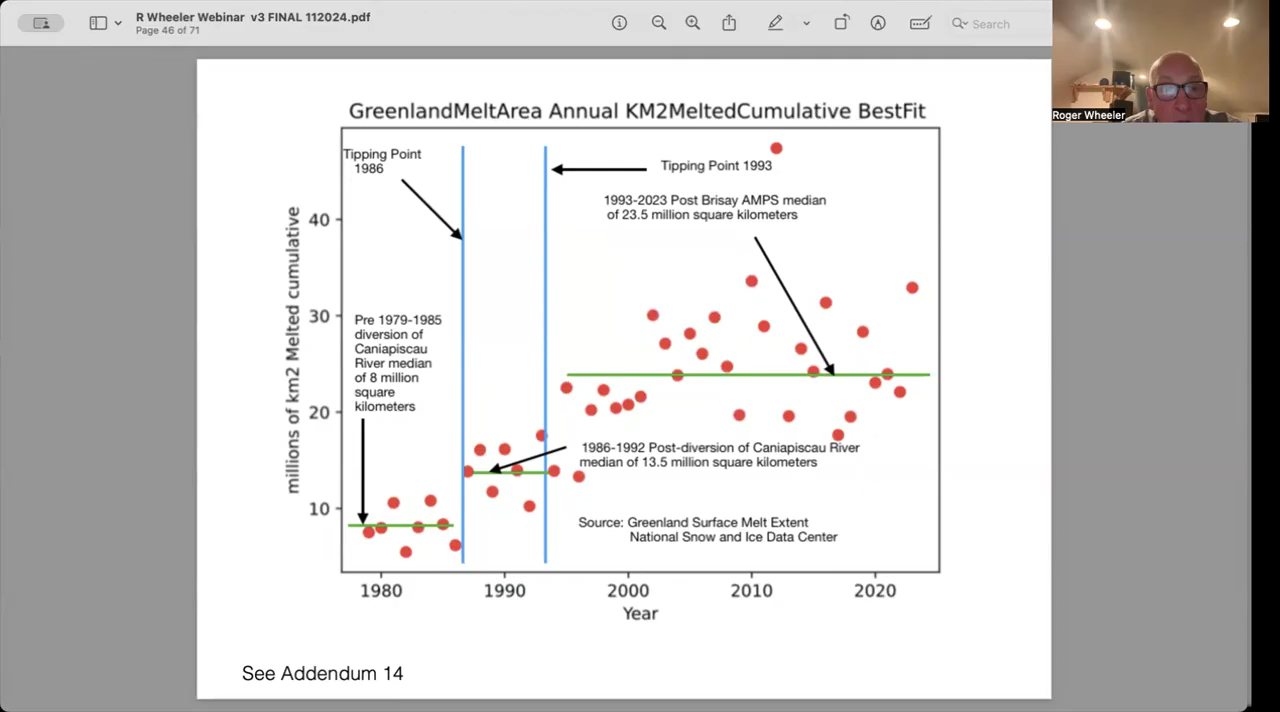 R Wheeler Webinar v3 FINAL 112024.pdf
Page 46 of 71
Search
Roger Wheeler
GreenlandMeltArea Annual KM2MeltedCumulative BestFit
Tipping Point
1986
Tipping Point 1993
1993-2023 Post Brisay AMPS median
of 23.5 million square kilometers
Pre 1979-1985
diversion of
Caniapiscau
River median
of 8 million
square
kilometers
1986-1992 Post-diversion of Caniapiscau River
median of 13.5 million square kilometers
Source: Greenland Surface Melt Extent
National Snow and Ice Data Center
millions of km2 Melted cumulative
40
30
20
10
1980
1990
2000
2010
2020
Year
See Addendum 14